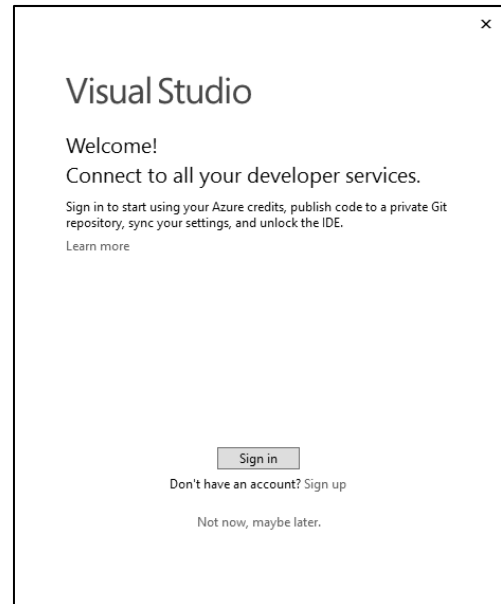 Visual Studio
Welcome!
Connect to all your developer services.
Sign in to start using your Azure credits, publish code to a private Git
repository, sync your settings, and unlock the IDE.
Learn more
Sign in
Don't have an account? Sign up
Not now, maybe later.